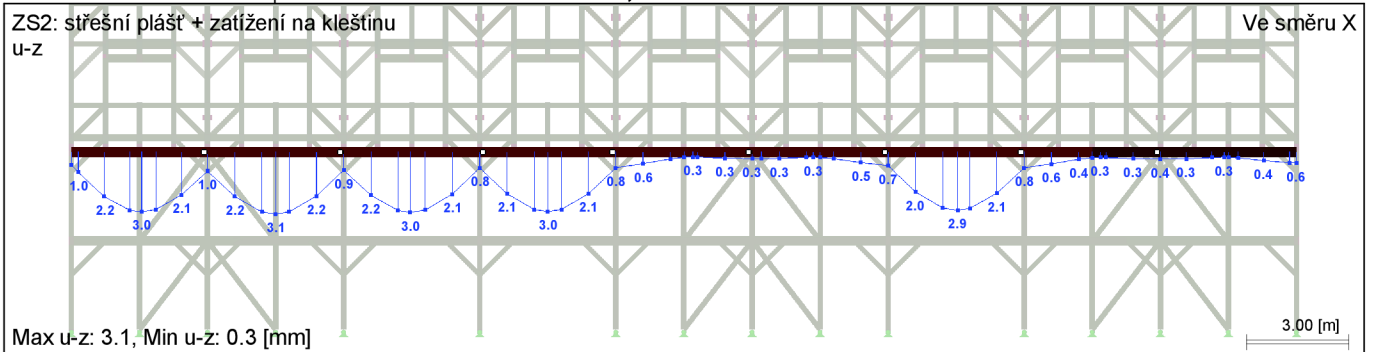 ZS2: střešní plášť + zatížení na kleštinu
Ve směru X
u-z
1.0 1.0 0.9 0.8 0.8 0.6 0.3 0.3 0.3 0.3 0.3 0.5 0.7 0.8 0.6 0.4 0.3 0.3 0.4 0.3 0.3 0.4 0.6
2.2 2.1 2.2 2.2 2.2 2.1 2.1 2.1 2.0 2.1
3.0 3.1 3.0 3.0 2.9
Max u-z: 3.1, Min u-z: 0.3 [mm]
3.00 [m]